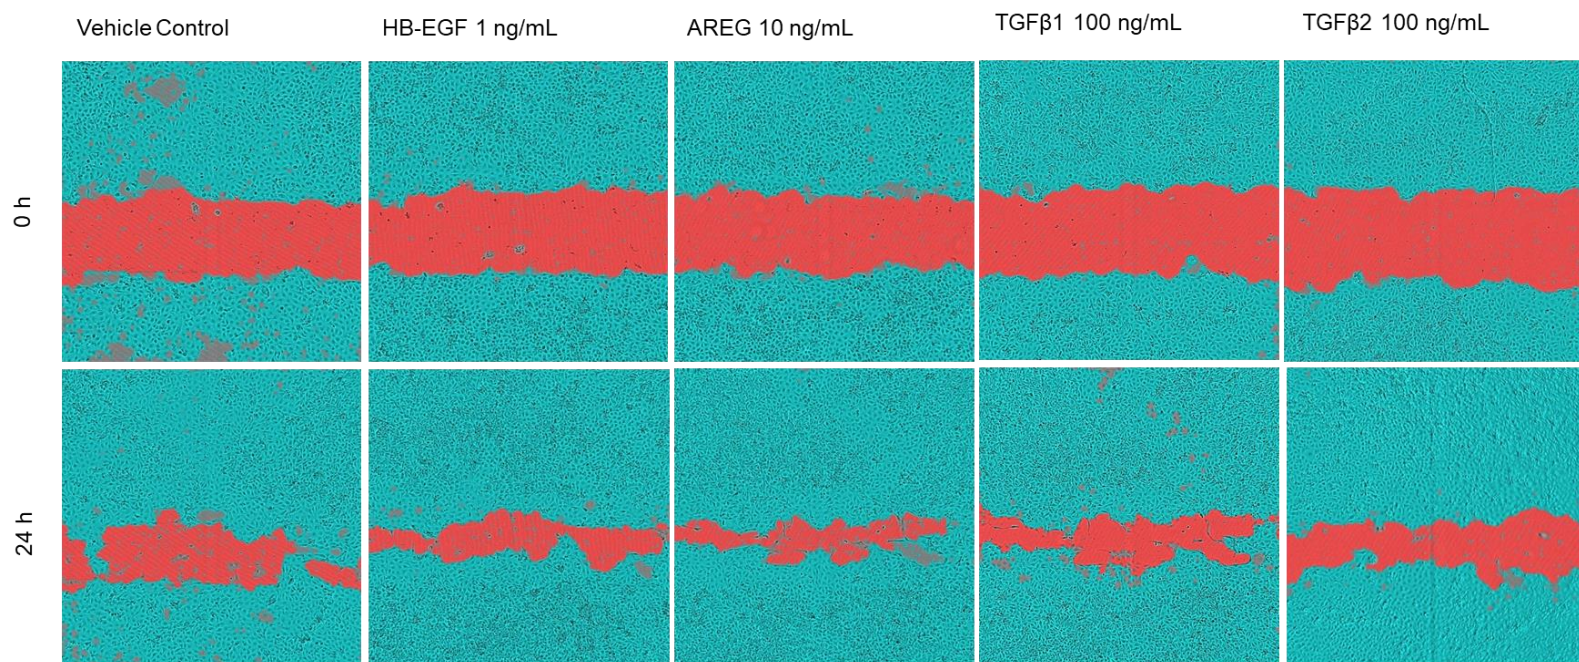 Vehicle Control
HB-EGF 1 ng/mL
AREG 10 ng/mL
TGFβ1 100 ng/mL
TGFβ2 100 ng/mL
0 h
24 h